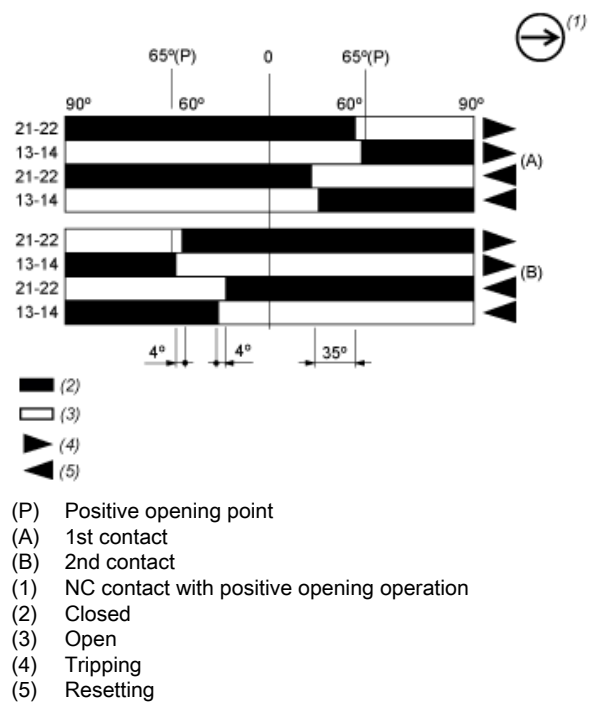 (1)
65º(P) 0 65º(P)
90º 60º 60º 90º
21-22
13-14
(A)
21-22
13-14
21-22
13-14
(B)
21-22
13-14
4º 4º 35º
(2)
(3)
(4)
(5)
(P) Positive opening point
(A) 1st contact
(B) 2nd contact
(1) NC contact with positive opening operation
(2) Closed
(3) Open
(4) Tripping
(5) Resetting